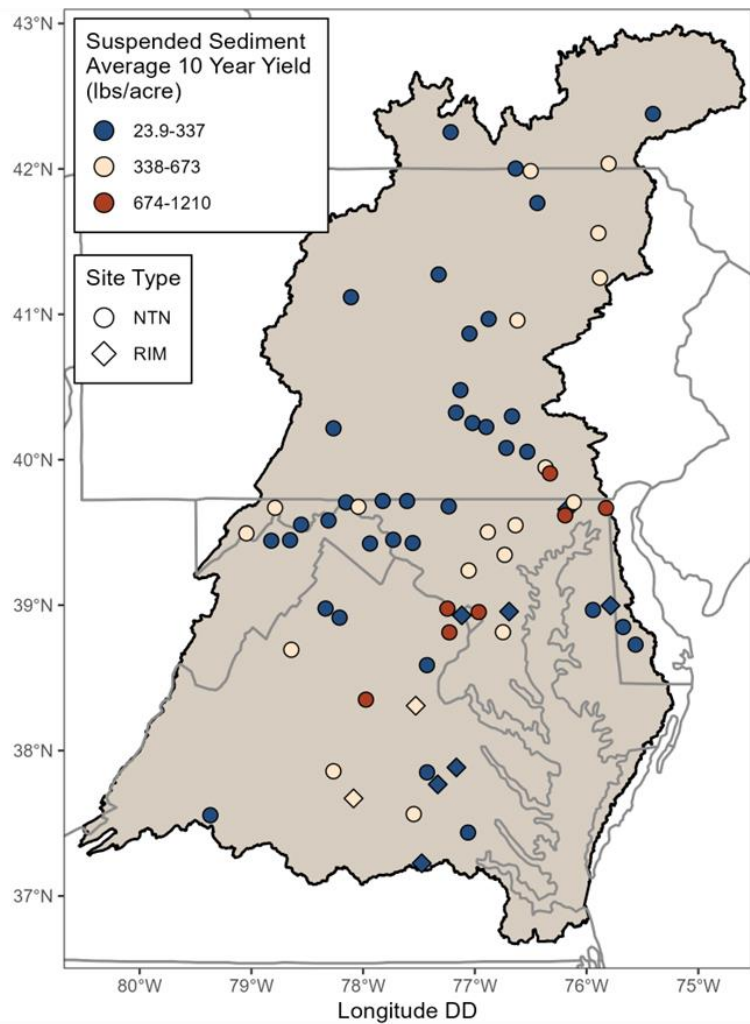 43°N
Suspended Sediment
Average 10 Year Yield
(lbs/acre)
23.9-337
338-673
674-1210
42°N
Site Type
NTN
RIM
41°N
40°N
39°N
38°N
37°N
80°W 79°W 78°W 77°W 76°W 75°W
Longitude DD